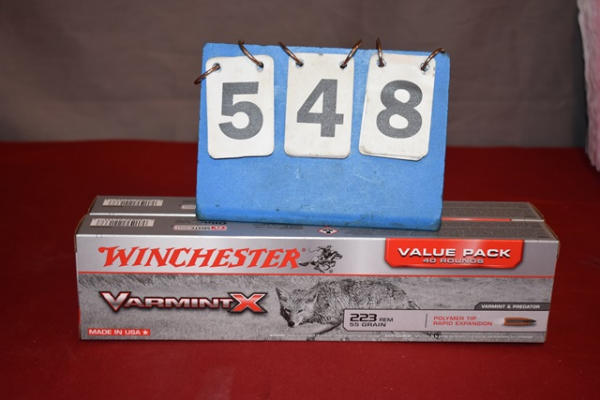 548
WINCHESTER
VALUE PACK
40 ROUNDS
VARMINT X
VARMINT & PREDATOR
223 REM
55 GRAIN
POLYMER TIP
RAPID EXPANSION
MADE IN USA